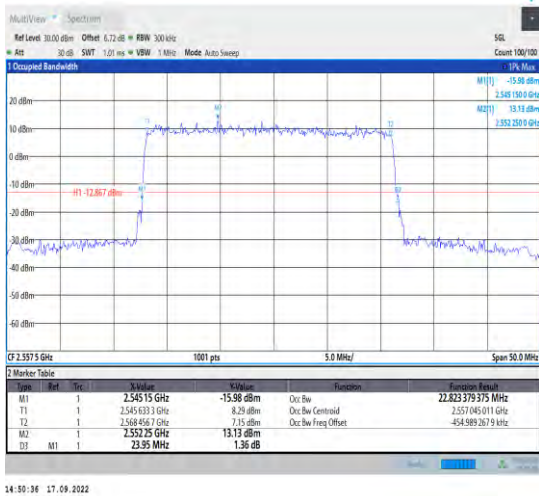 MultiView Spectrum
Ref Level 30.00 dBm Offset 6.72 dB RBW 300 kHz SGL
Att 30 dB SWT 1.01 ms VBW 1 MHz Mode Auto Sweep Count 100/100
1 Occupied Bandwidth 1Pk Max
M1[1] -15.98 dBm
2.545 150 0 GHz
M2[1] 13.13 dBm
2.552 250 0 GHz
20 dBm
10 dBm
0 dBm
-10 dBm
H1 -12.867 dBm
-20 dBm
-30 dBm
-40 dBm
-50 dBm
-60 dBm
M2
T1
T2
M1
CF 2.557 5 GHz 1001 pts 5.0 MHz/ Span 50.0 MHz
2 Marker Table
Type Ref Trc X-Value Y-Value Function Function Result
M1 1 2.545 15 GHz -15.98 dBm Occ Bw 22.823 379 375 MHz
T1 1 2.545 633 3 GHz 8.29 dBm Occ Bw Centroid 2.557 045 011 GHz
T2 1 2.568 456 7 GHz 7.15 dBm Occ Bw Freq Offset -454.989 267 9 kHz
M2 1 2.552 25 GHz 13.13 dBm
D3 M1 1 23.95 MHz 1.36 dB
14:50:36 17.09.2022